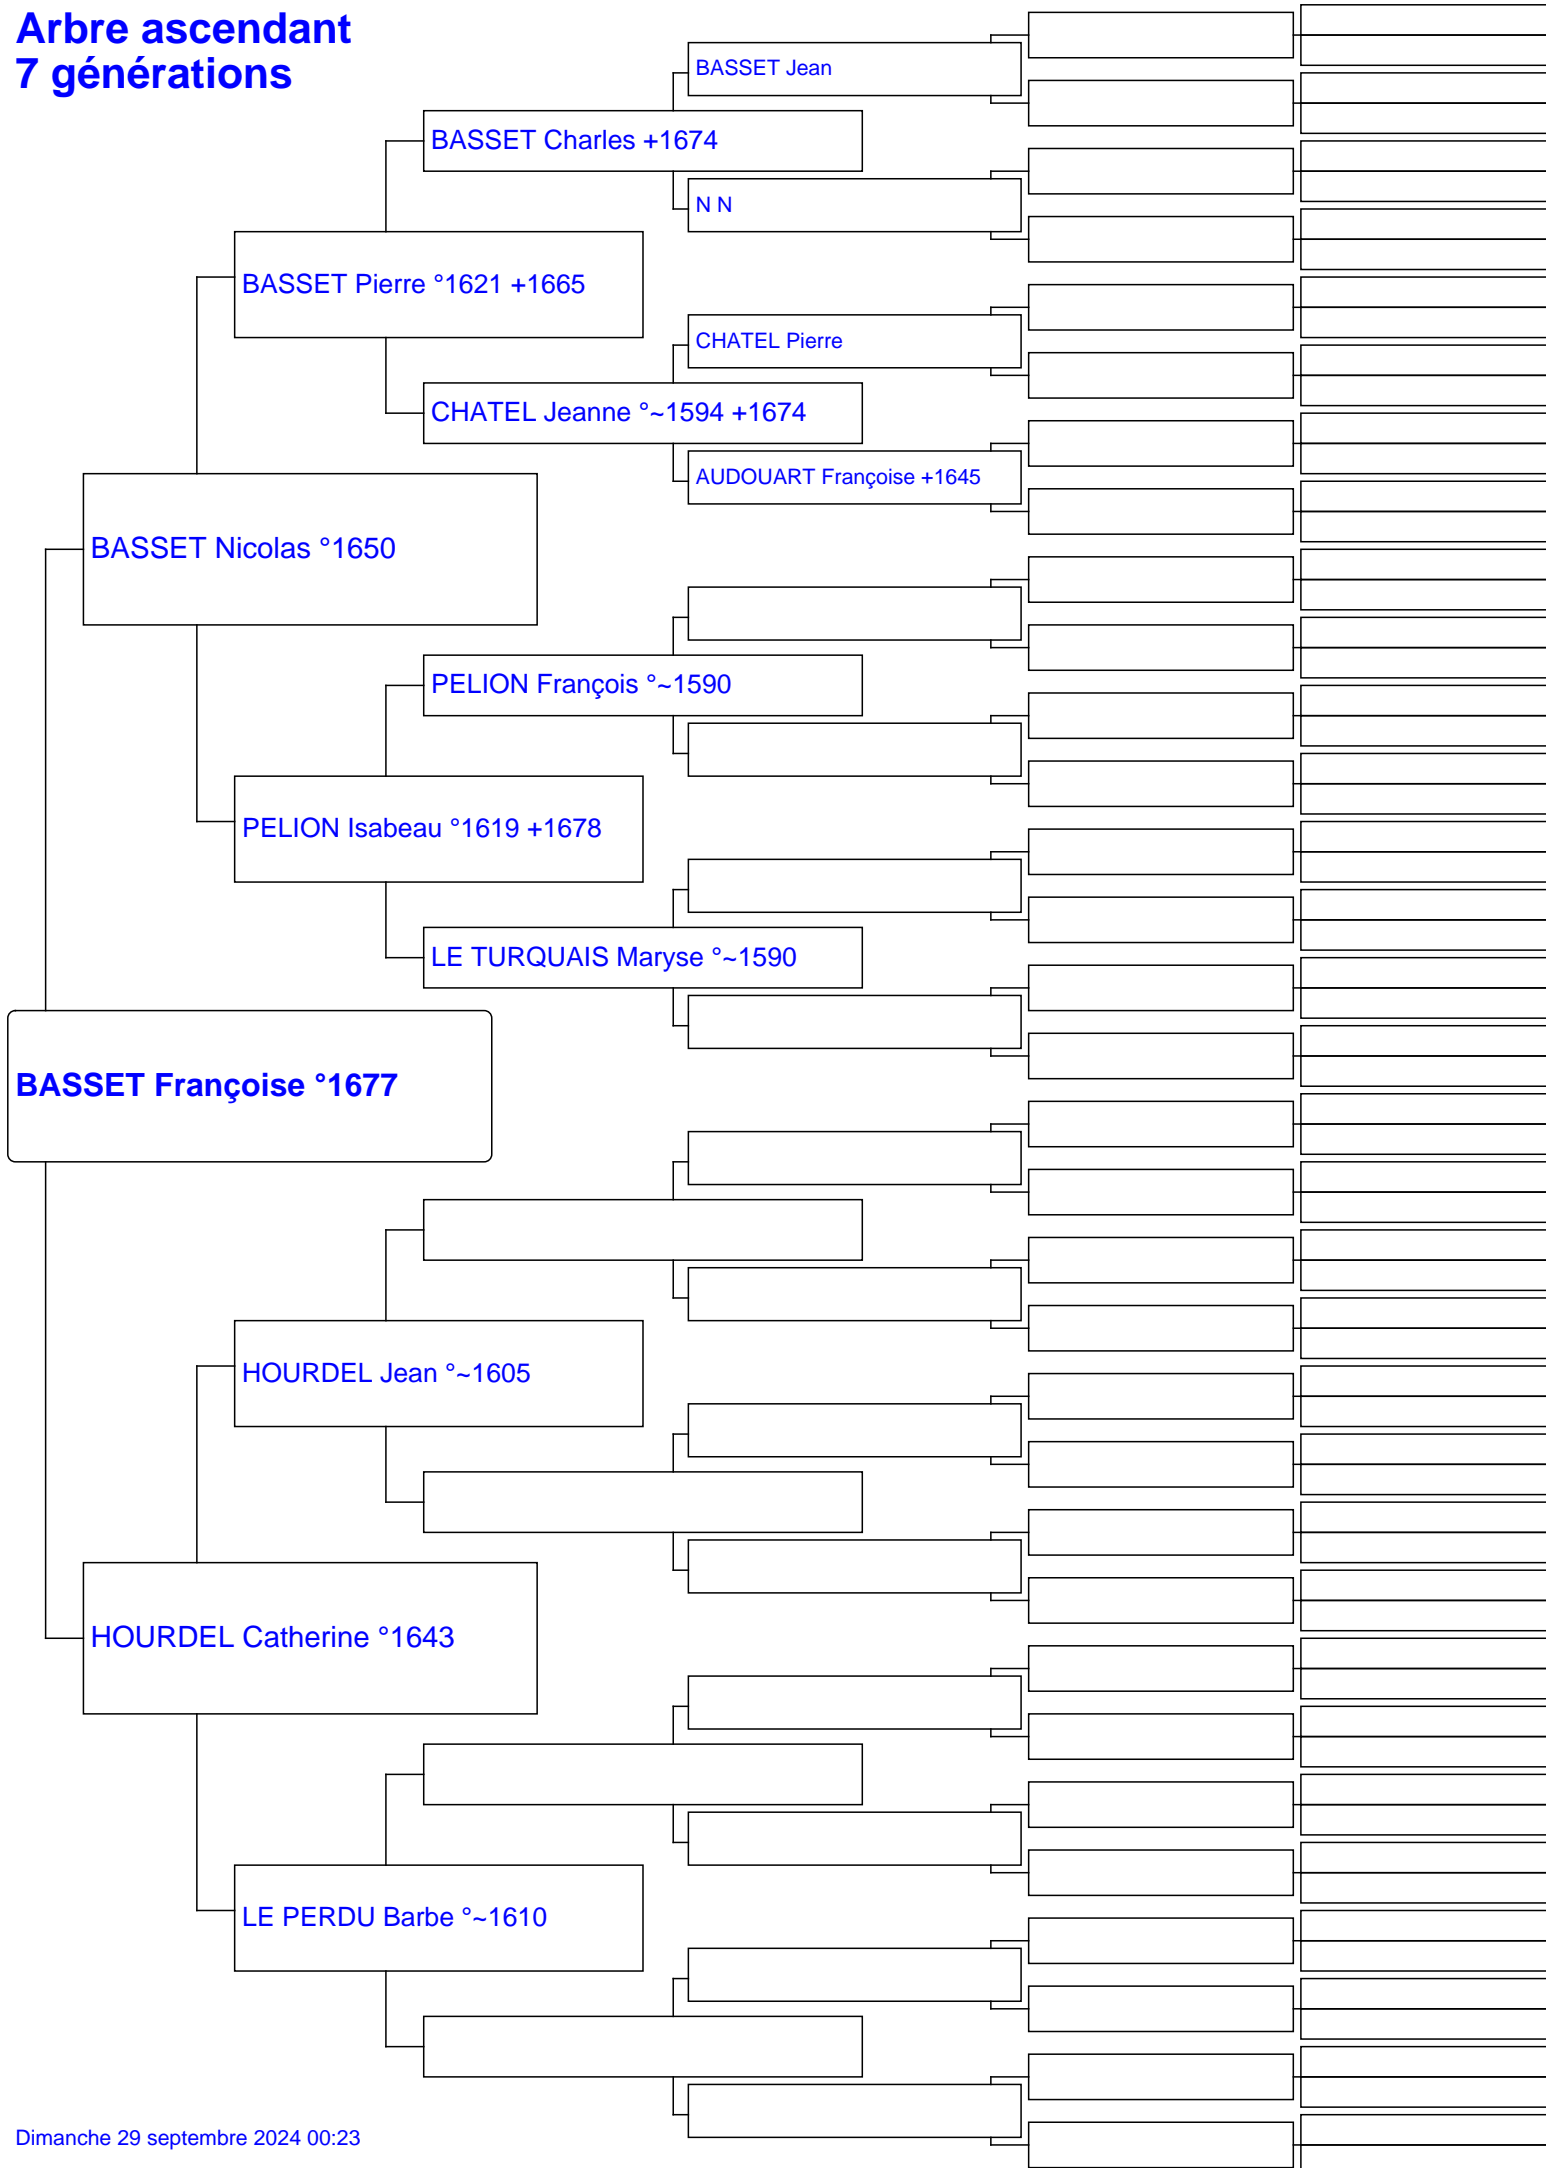 Arbre ascendant
7 générations
BASSET Jean
BASSET Charles +1674
N N
BASSET Pierre °1621 +1665
CHATEL Pierre
CHATEL Jeanne °~1594 +1674
AUDOUART Françoise +1645
BASSET Nicolas °1650
PELION François °~1590
PELION Isabeau °1619 +1678
LE TURQUAIS Maryse °~1590
BASSET Françoise °1677
HOURDEL Jean °~1605
HOURDEL Catherine °1643
LE PERDU Barbe °~1610
Dimanche 29 septembre 2024 00:23